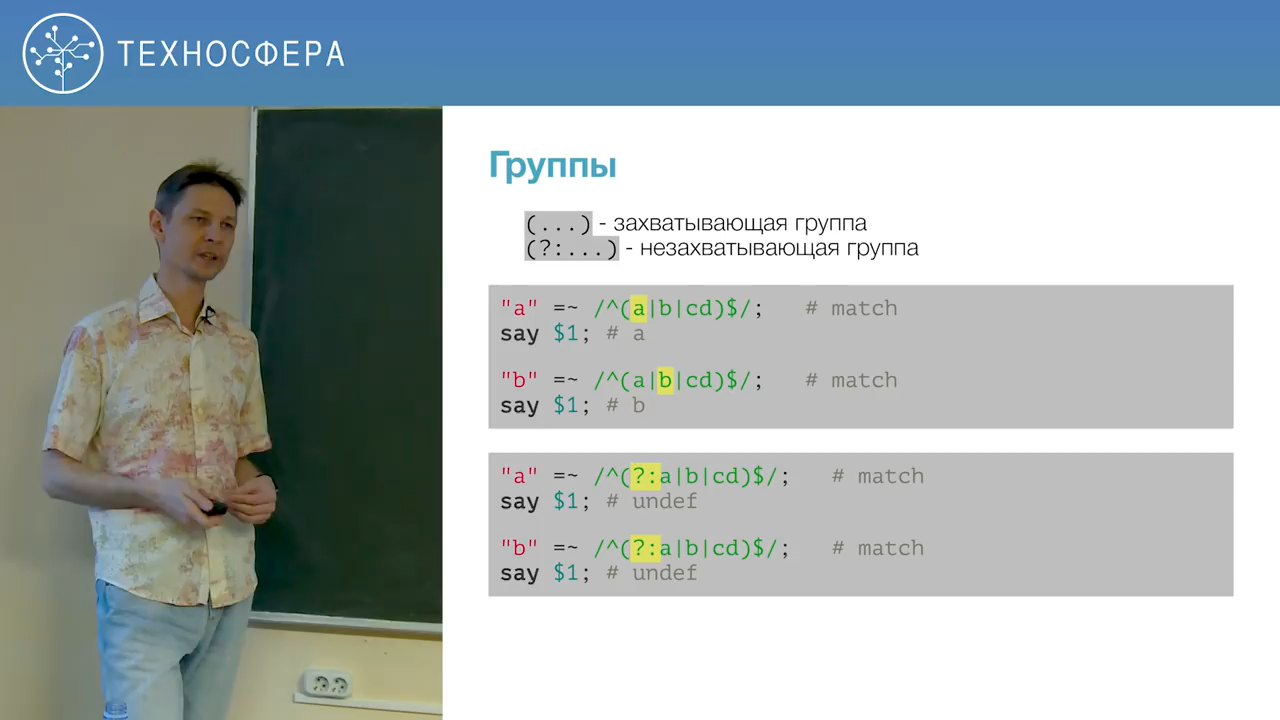 ТЕХНОСФЕРА
Группы
(...) - захватывающая группа
(?:...) - незахватывающая группа
"a" =~ /^(a|b|cd)$/; # match
say $1; # a
"b" =~ /^(a|b|cd)$/; # match
say $1; # b
"a" =~ /^(?:a|b|cd)$/; # match
say $1; # undef
"b" =~ /^(?:a|b|cd)$/; # match
say $1; # undef